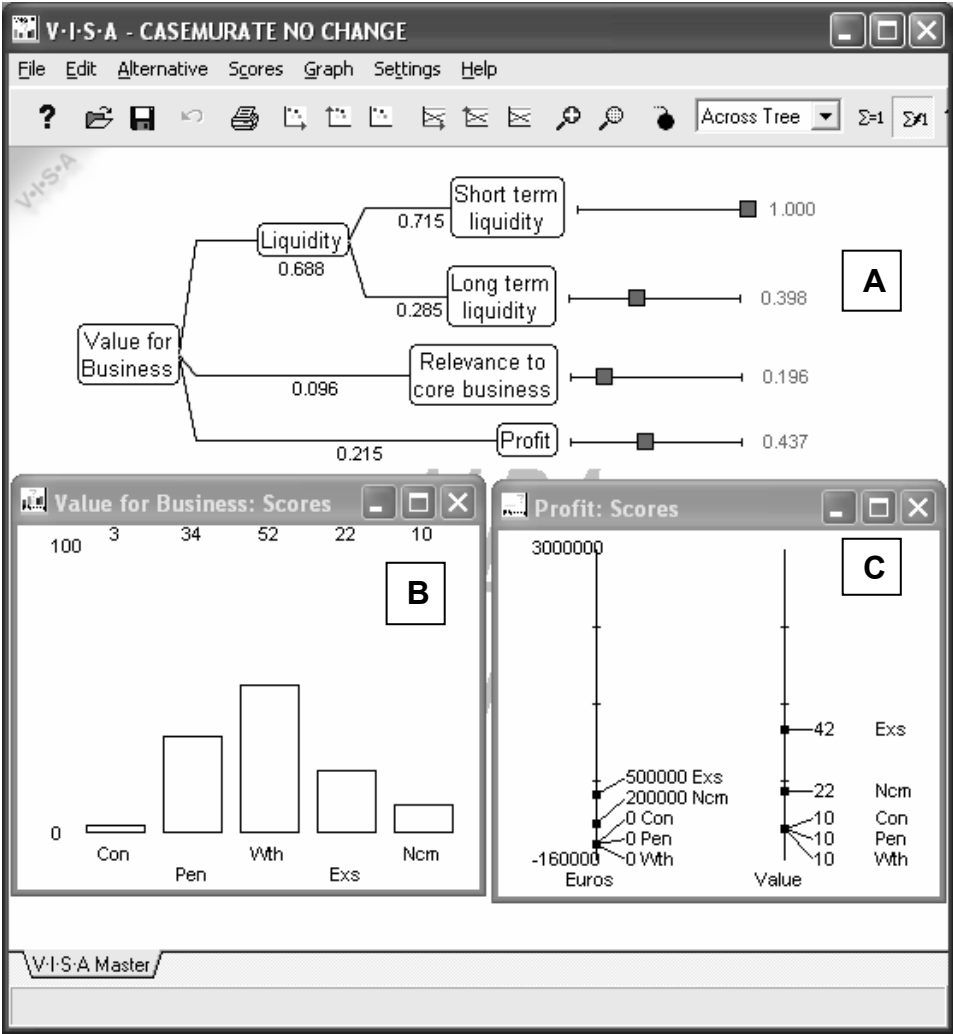 V·I·S·A - CASEMURATE NO CHANGE
File Edit Alternative Scores Graph Settings Help
? Across Tree Σ=1 Σ≠1
V·I·S·A
Short term
liquidity
1.000
0.715
Liquidity
0.688
Long term
liquidity
0.398
0.285
A
Value for
Business
Relevance to
core business
0.196
0.096
Profit
0.437
0.215
Value for Business: Scores
100 3 34 52 22 10
B
0
Con Wth Ncm
Pen Exs
Profit: Scores
3000000
C
42 Exs
500000 Exs
22 Ncm
200000 Ncm
0 Con
10 Con
0 Pen
10 Pen
-160000 0 Wth
10 Wth
Euros Value
V·I·S·A Master